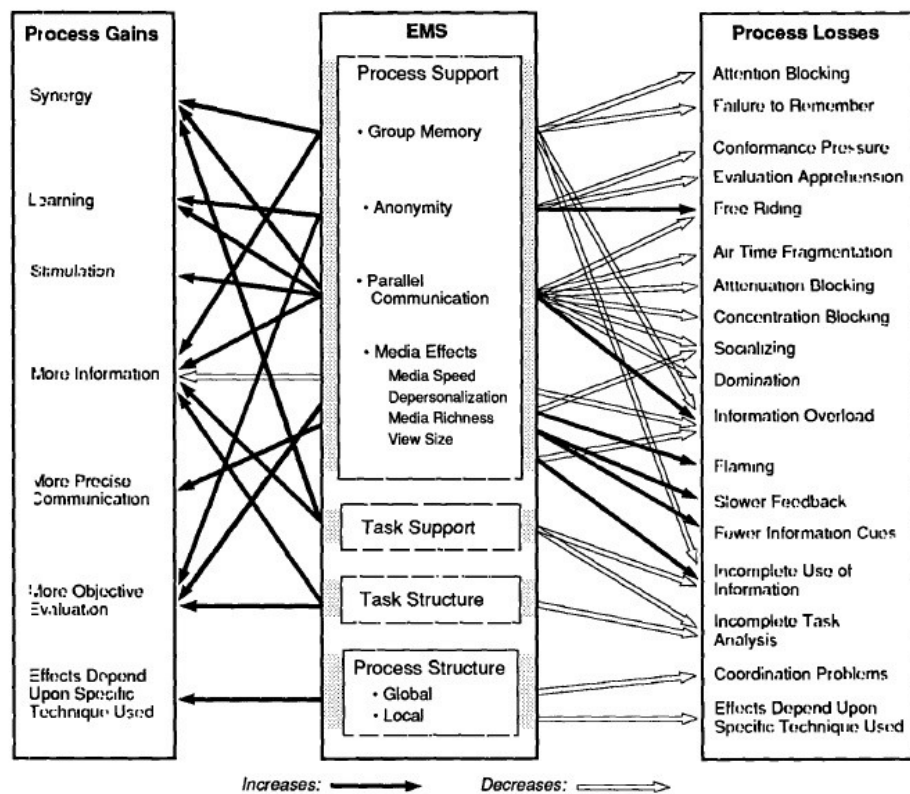 Process Gains
Synergy
Learning
Stimulation
More Information
More Precise
Communication
More Objective
Evaluation
Effects Depend
Upon Specific
Technique Used
EMS
Process Support
• Group Memory
• Anonymity
• Parallel
Communication
• Media Effects
Media Speed
Depersonalization
Media Richness
View Size
Task Support
Task Structure
Process Structure
• Global
• Local
Process Losses
Attention Blocking
Failure to Remember
Conformance Pressure
Evaluation Apprehension
Free Riding
Air Time Fragmentation
Attenuation Blocking
Concentration Blocking
Socializing
Domination
Information Overload
Flaming
Slower Feedback
Fewer Information Cues
Incomplete Use of
Information
Incomplete Task
Analysis
Coordination Problems
Effects Depend Upon
Specific Technique Used
Increases:
Decreases: